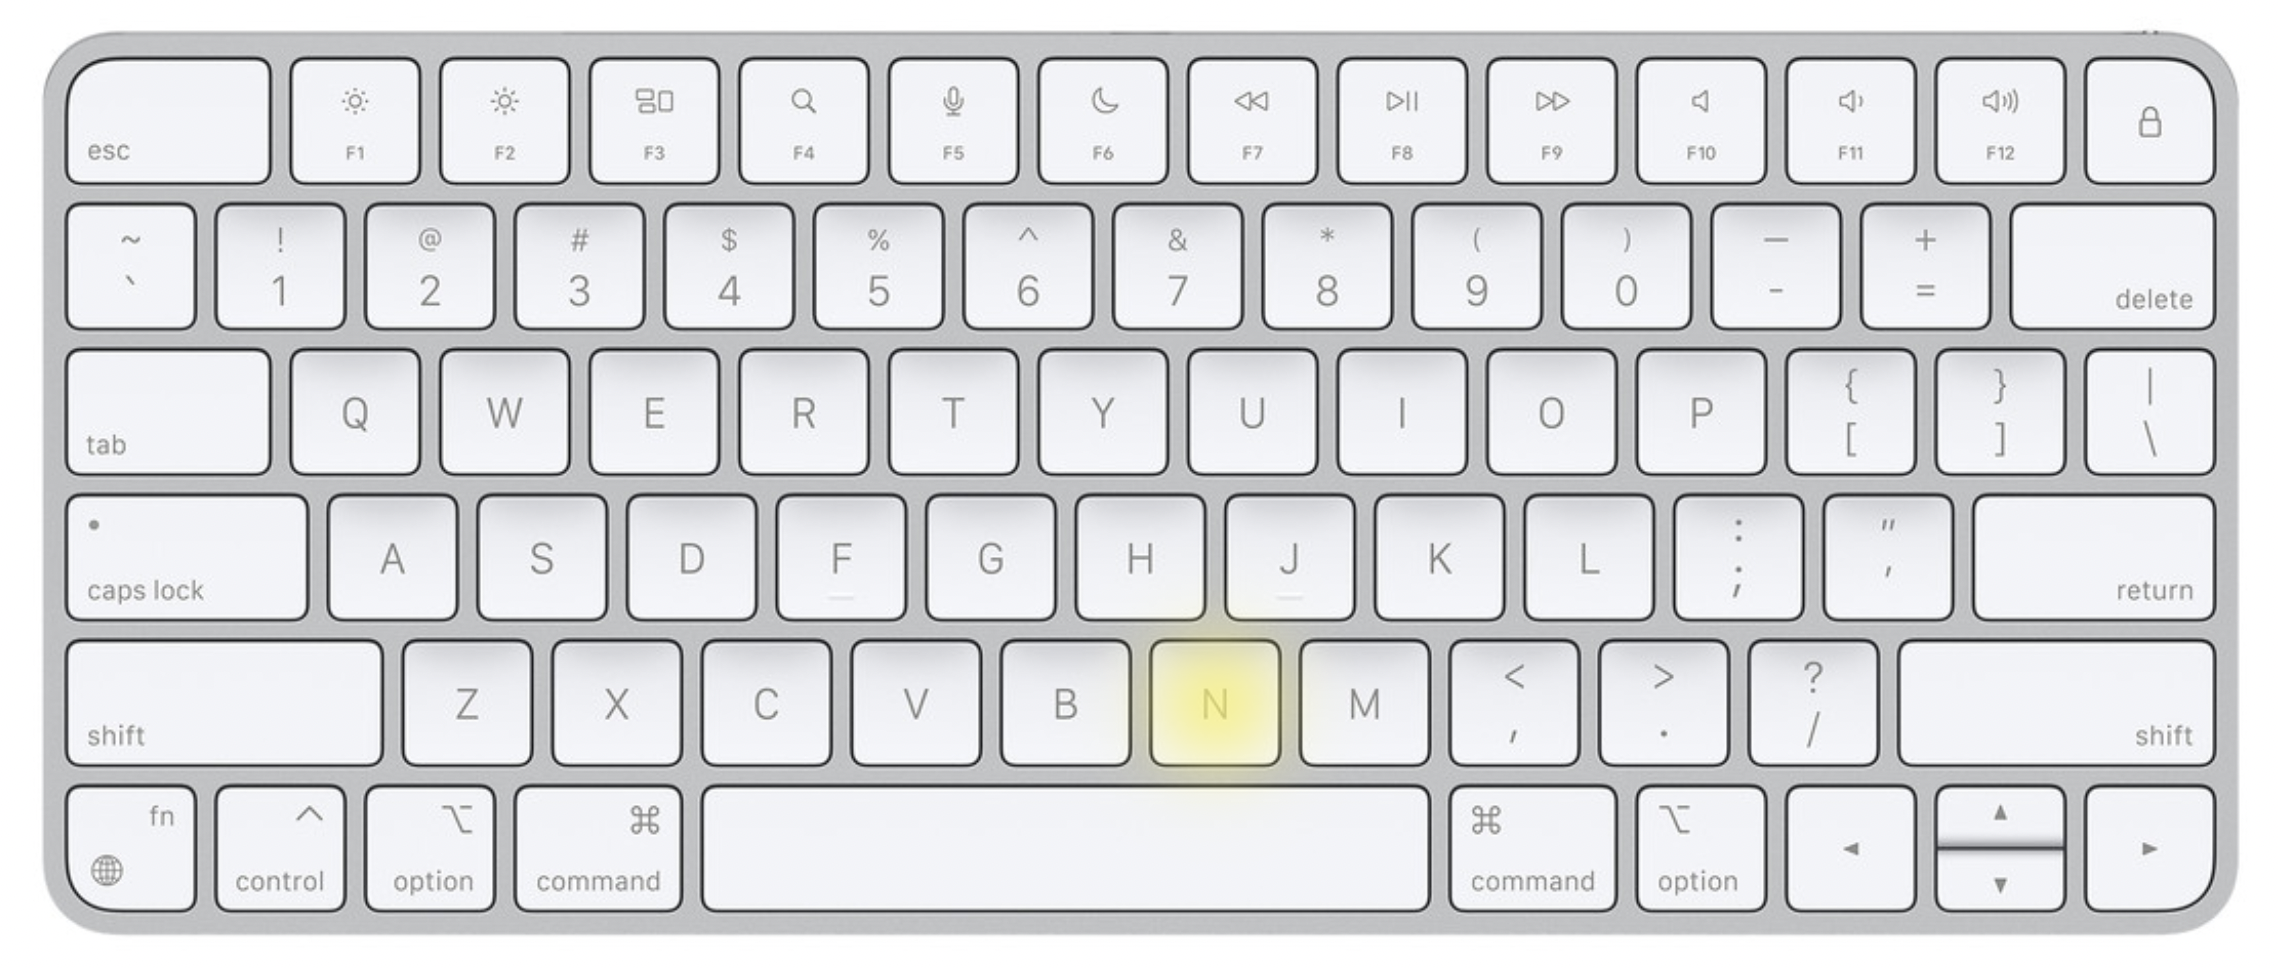 esc F1 F2 F3 F4 F5 F6 F7 F8 F9 F10 F11 F12
~ ! @ # $ % ^ & * ( ) — +
` 1 2 3 4 5 6 7 8 9 0 - = delete
tab Q W E R T Y U I O P { } |
[ ] \
caps lock A S D F G H J K L : "
; ' return
shift Z X C V B N M < > ?
, . / shift
fn ^ ⌥ ⌘ ⌘ ⌥
control option command command option